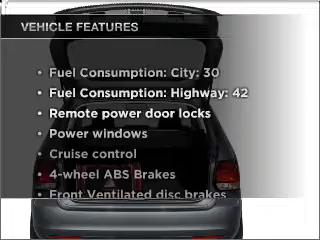 VEHICLE FEATURES
• Fuel Consumption: City: 30
• Fuel Consumption: Highway: 42
• Remote power door locks
• Power windows
• Cruise control
• 4-wheel ABS Brakes
• Front Ventilated disc brakes